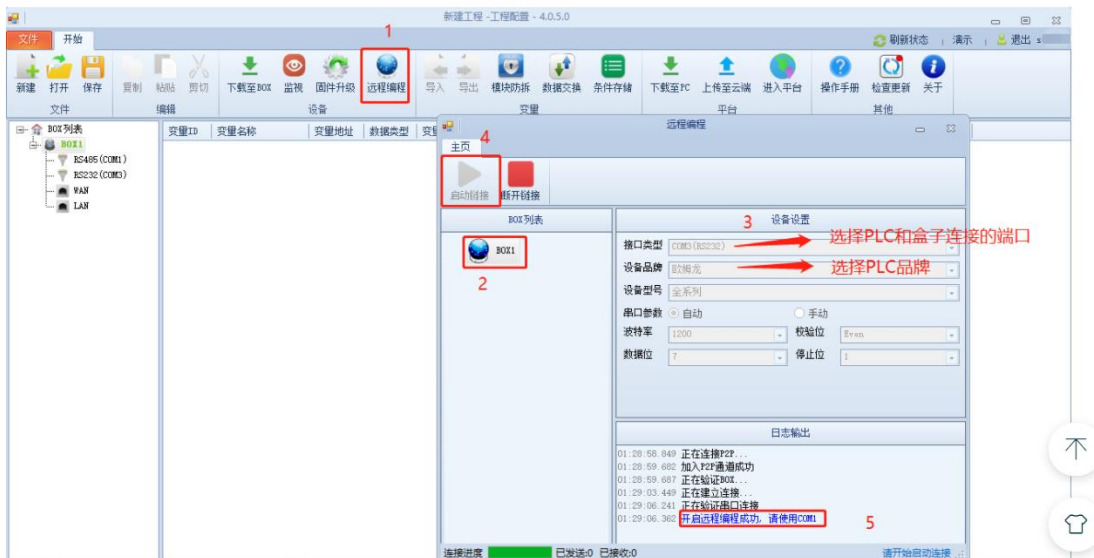 新建工程 -工程配置 - 4.0.5.0
1
文件 开始 刷新状态 演示 退出 s
新建 打开 保存 复制 粘贴 剪切 下载至BOX 监视 固件升级 远程编程 导入 导出 模块防拆 数据交换 条件存储 下载至PC 上传至云端 进入平台 操作手册 检查更新 关于
文件 编辑 设备 变量 平台 其他
BOX列表
BOX1
RS485(COM1)
RS232(COM3)
WAN
LAN
变量ID 变量名称 变量地址 数据类型
远程编程
4
主页
启动链接 断开链接
BOX列表
BOX1
2
3 设备设置
接口类型 COM3(RS232) 选择PLC和盒子连接的端口
设备品牌 欧姆龙 选择PLC品牌
设备型号 全系列
串口参数 自动 手动
波特率 1200 校验位 Even
数据位 7 停止位 1
日志输出
01:28:58.849 正在连接P2P...
01:28:59.682 加入P2P通道成功
01:28:59.687 正在验证BOX...
01:29:03.449 正在建立连接...
01:29:06.241 正在验证串口连接
01:29:06.362 开启远程编程成功, 请使用COM1
5
连接进度 已发送:0 已接收:0 请开始启动连接